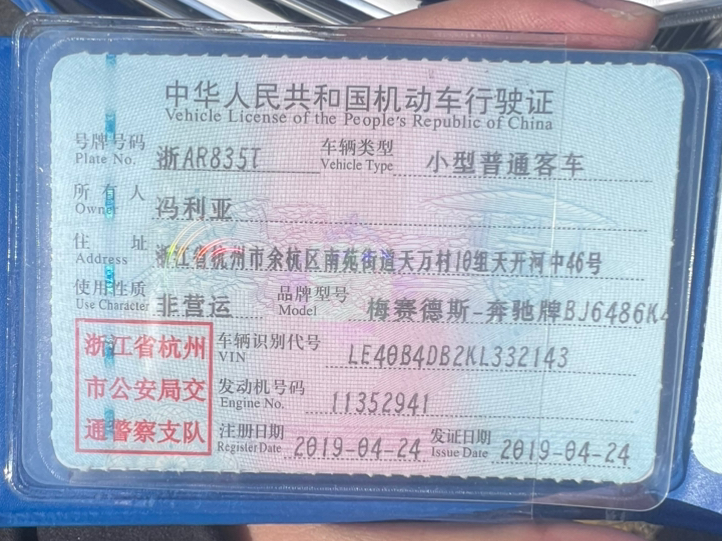 中华人民共和国机动车行驶证
Vehicle License of the People's Republic of China
号牌号码 浙AR835T 车辆类型 小型普通客车
Plate No. Vehicle Type
所有人 冯利亚
Owner
住址 浙江省杭州市余杭区南苑街道天万村10组天开河中46号
Address
使用性质 非营运 品牌型号 梅赛德斯-奔驰牌BJ6486K4
Use Character Model
浙江省杭州
市公安局交
通警察支队
车辆识别代号 LE40B4DB2KL332143
VIN
发动机号码 11352941
Engine No.
注册日期 2019-04-24 发证日期 2019-04-24
Register Date Issue Date